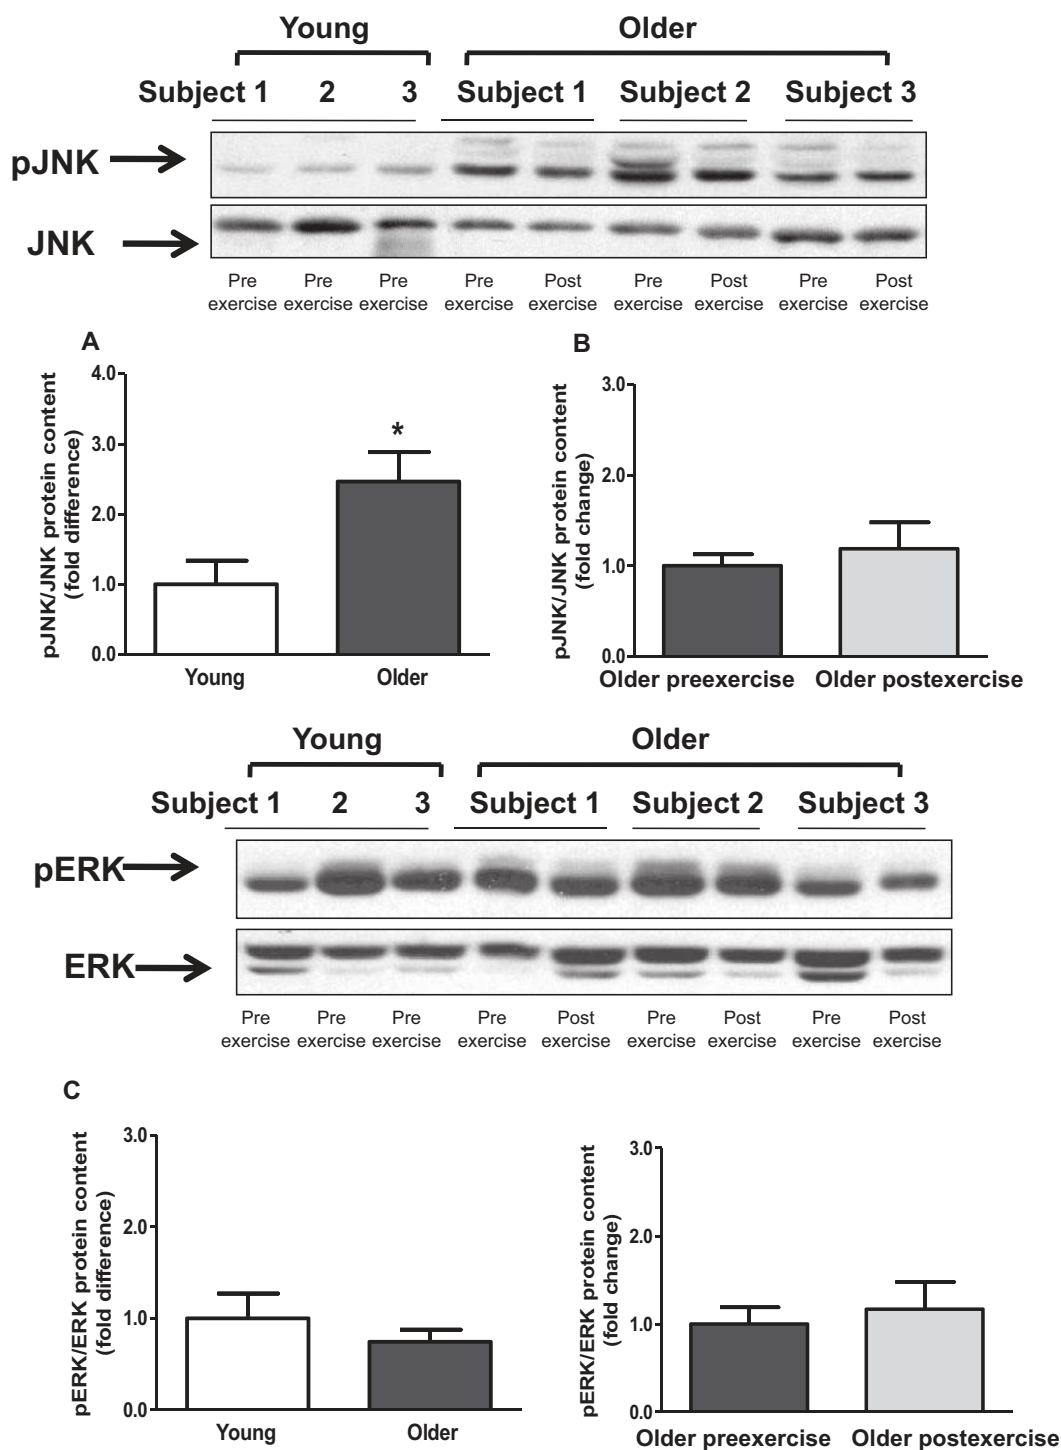 Young Older
Subject 1 2 3 Subject 1 Subject 2 Subject 3
pJNK
JNK
Pre Pre Pre Pre Post Pre Post Pre Post
exercise exercise exercise exercise exercise exercise exercise exercise exercise
A
pJNK/JNK protein content
(fold difference)
4.0
3.0
2.0
1.0
0.0
*
Young Older
B
pJNK/JNK protein content
(fold change)
3.0
2.0
1.0
0.0
Older preexercise Older postexercise
Young Older
Subject 1 2 3 Subject 1 Subject 2 Subject 3
pERK
ERK
Pre Pre Pre Pre Post Pre Post Pre Post
exercise exercise exercise exercise exercise exercise exercise exercise exercise
C
pERK/ERK protein content
(fold difference)
3.0
2.0
1.0
0.0
Young Older
pERK/ERK protein content
(fold change)
3.0
2.0
1.0
0.0
Older preexercise Older postexercise